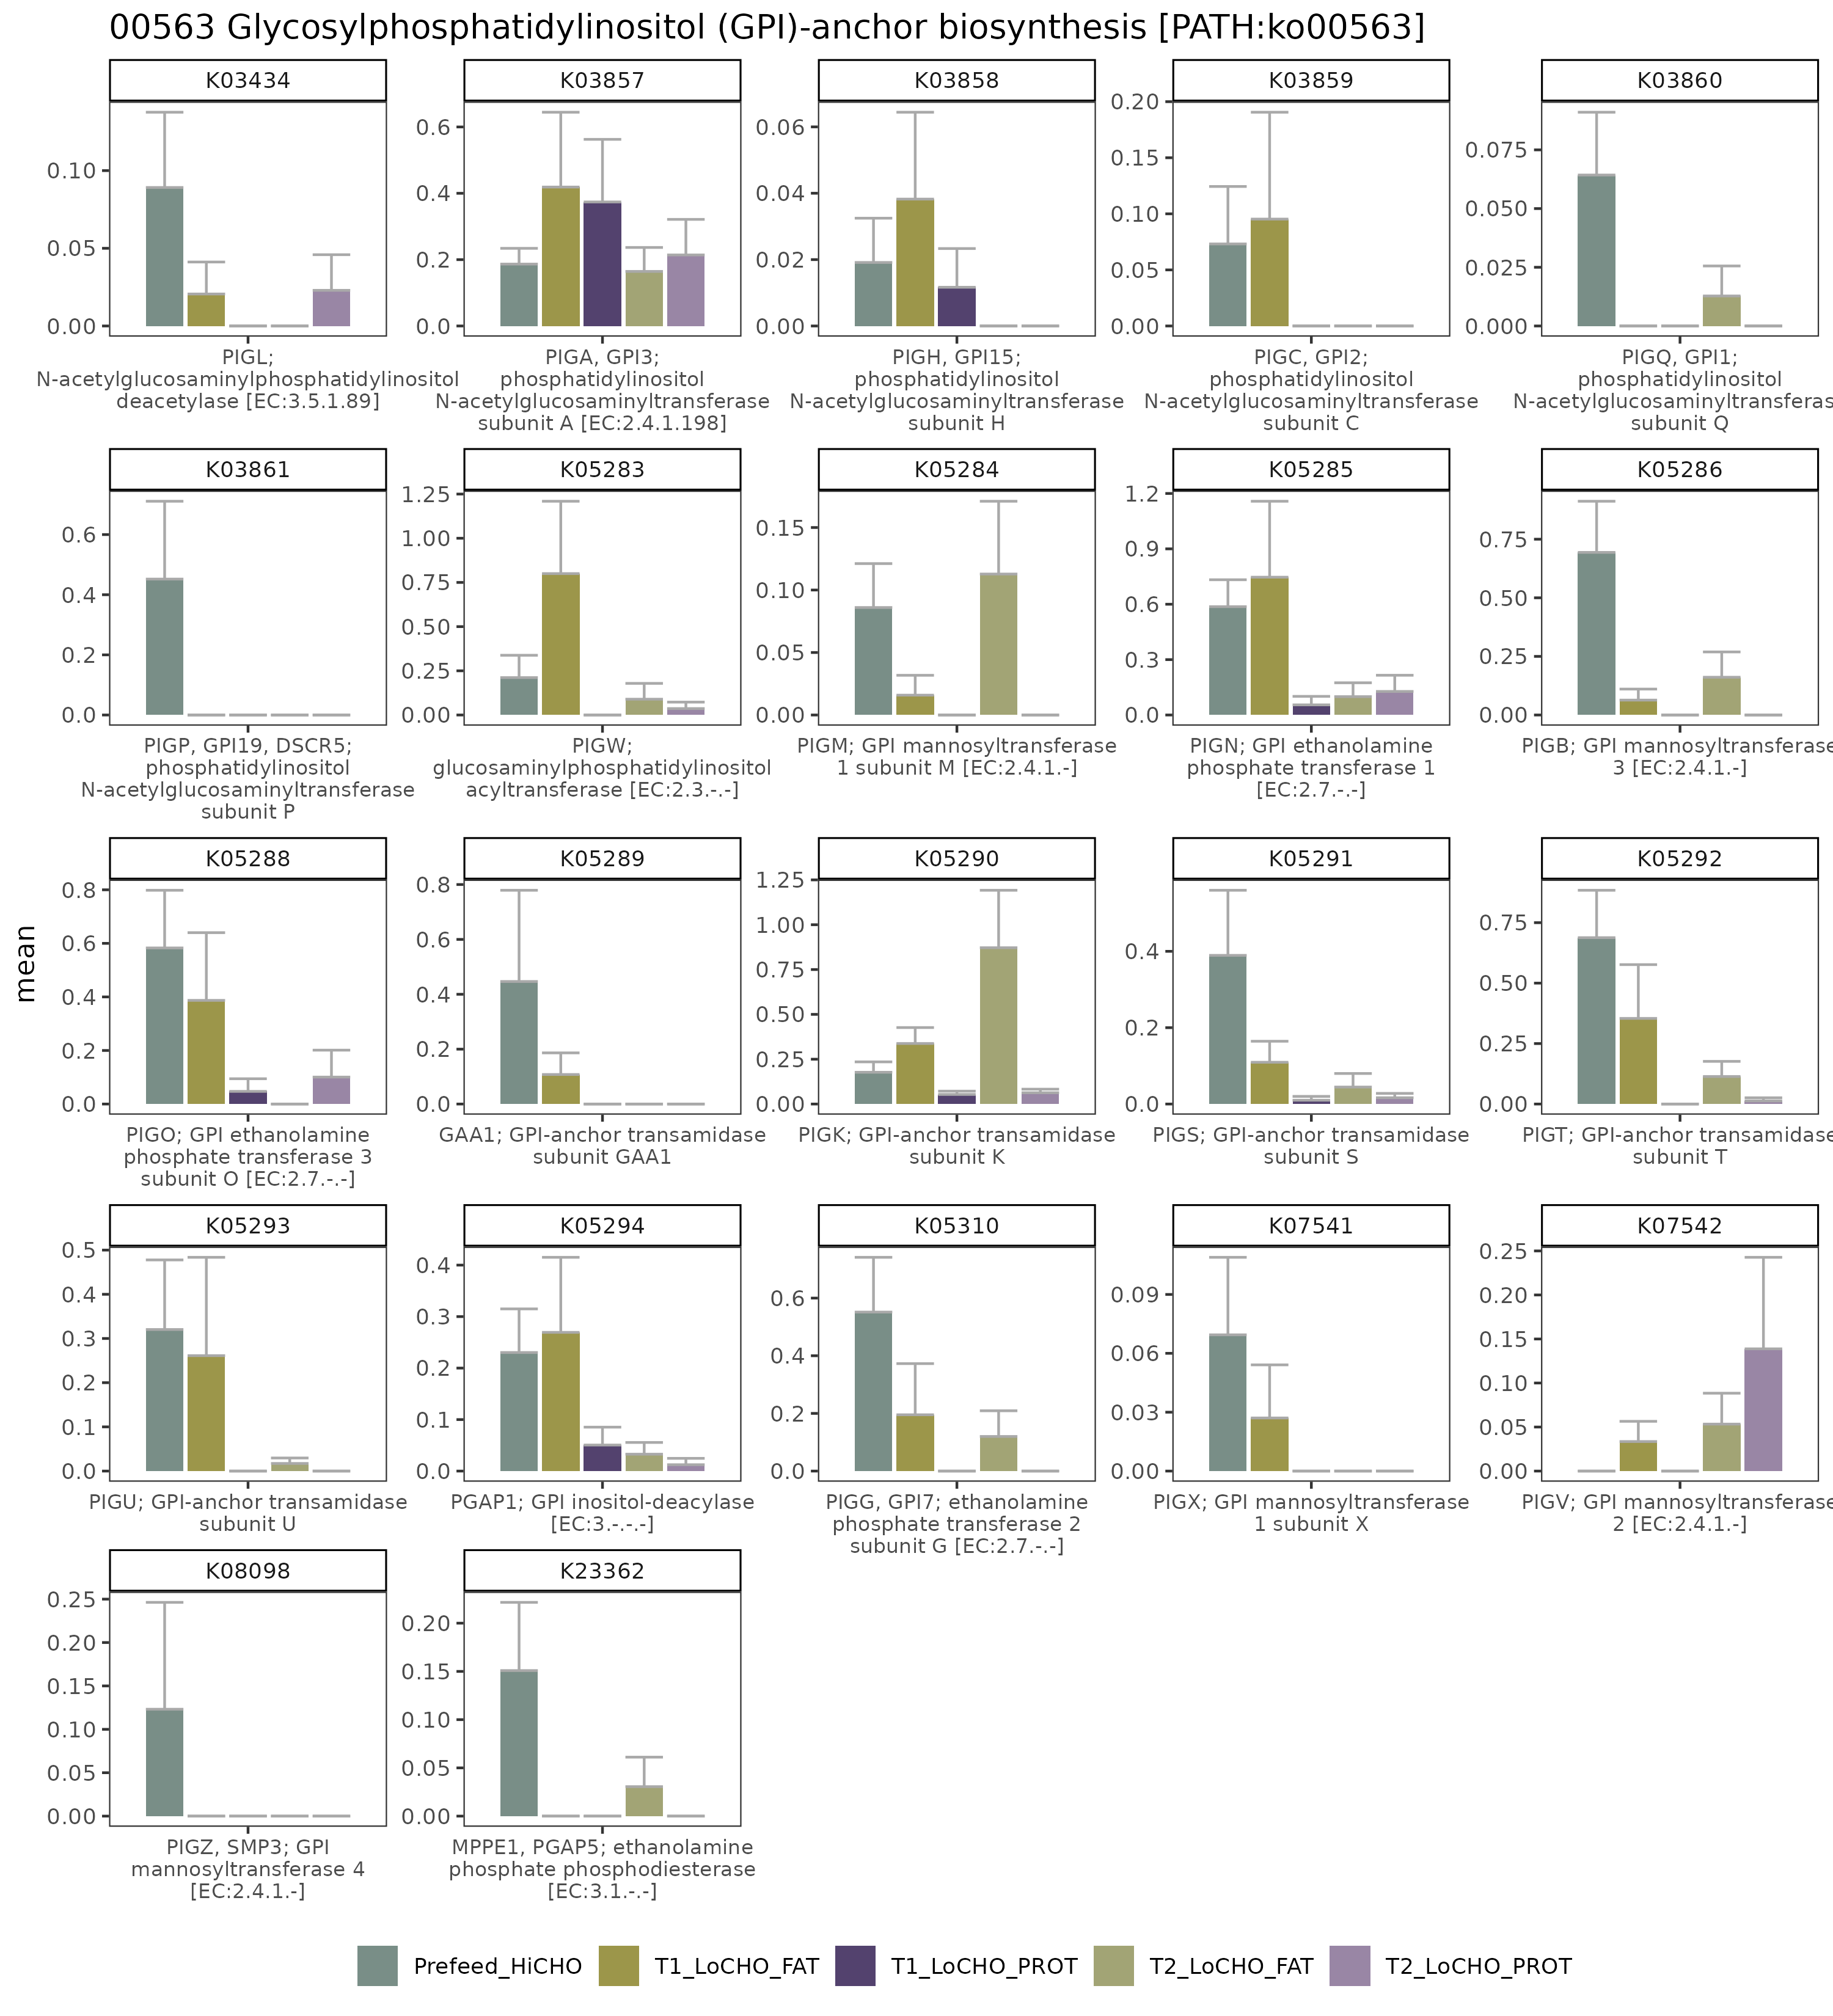 00563 Glycosylphosphatidylinositol (GPI)-anchor biosynthesis [PATH:ko00563]
K03434
K03857
K03858
K03859
K03860
0.10
0.05
0.00
0.6
0.4
0.2
0.0
0.06
0.04
0.02
0.00
0.20
0.15
0.10
0.05
0.00
0.075
0.050
0.025
0.000
PIGL;
N-acetylglucosaminylphosphatidylinositol
deacetylase [EC:3.5.1.89]
PIGA, GPI3;
phosphatidylinositol
N-acetylglucosaminyltransferase
subunit A [EC:2.4.1.198]
PIGH, GPI15;
phosphatidylinositol
N-acetylglucosaminyltransferase
subunit H
PIGC, GPI2;
phosphatidylinositol
N-acetylglucosaminyltransferase
subunit C
PIGQ, GPI1;
phosphatidylinositol
N-acetylglucosaminyltransferas
subunit Q
K03861
K05283
K05284
K05285
K05286
0.6
0.4
0.2
0.0
1.25
1.00
0.75
0.50
0.25
0.00
0.15
0.10
0.05
0.00
1.2
0.9
0.6
0.3
0.0
0.75
0.50
0.25
0.00
PIGP, GPI19, DSCR5;
phosphatidylinositol
N-acetylglucosaminyltransferase
subunit P
PIGW;
glucosaminylphosphatidylinositol
acyltransferase [EC:2.3.-.-]
PIGM; GPI mannosyltransferase
1 subunit M [EC:2.4.1.-]
PIGN; GPI ethanolamine
phosphate transferase 1
[EC:2.7.-.-]
PIGB; GPI mannosyltransferase
3 [EC:2.4.1.-]
mean
K05288
K05289
K05290
K05291
K05292
0.8
0.6
0.4
0.2
0.0
0.8
0.6
0.4
0.2
0.0
1.25
1.00
0.75
0.50
0.25
0.00
0.4
0.2
0.0
0.75
0.50
0.25
0.00
PIGO; GPI ethanolamine
phosphate transferase 3
subunit O [EC:2.7.-.-]
GAA1; GPI-anchor transamidase
subunit GAA1
PIGK; GPI-anchor transamidase
subunit K
PIGS; GPI-anchor transamidase
subunit S
PIGT; GPI-anchor transamidase
subunit T
K05293
K05294
K05310
K07541
K07542
0.5
0.4
0.3
0.2
0.1
0.0
0.4
0.3
0.2
0.1
0.0
0.6
0.4
0.2
0.0
0.09
0.06
0.03
0.00
0.25
0.20
0.15
0.10
0.05
0.00
PIGU; GPI-anchor transamidase
subunit U
PGAP1; GPI inositol-deacylase
[EC:3.-.-.-]
PIGG, GPI7; ethanolamine
phosphate transferase 2
subunit G [EC:2.7.-.-]
PIGX; GPI mannosyltransferase
1 subunit X
PIGV; GPI mannosyltransferase
2 [EC:2.4.1.-]
K08098
K23362
0.25
0.20
0.15
0.10
0.05
0.00
0.20
0.15
0.10
0.05
0.00
PIGZ, SMP3; GPI
mannosyltransferase 4
[EC:2.4.1.-]
MPPE1, PGAP5; ethanolamine
phosphate phosphodiesterase
[EC:3.1.-.-]
Prefeed_HiCHO
T1_LoCHO_FAT
T1_LoCHO_PROT
T2_LoCHO_FAT
T2_LoCHO_PROT